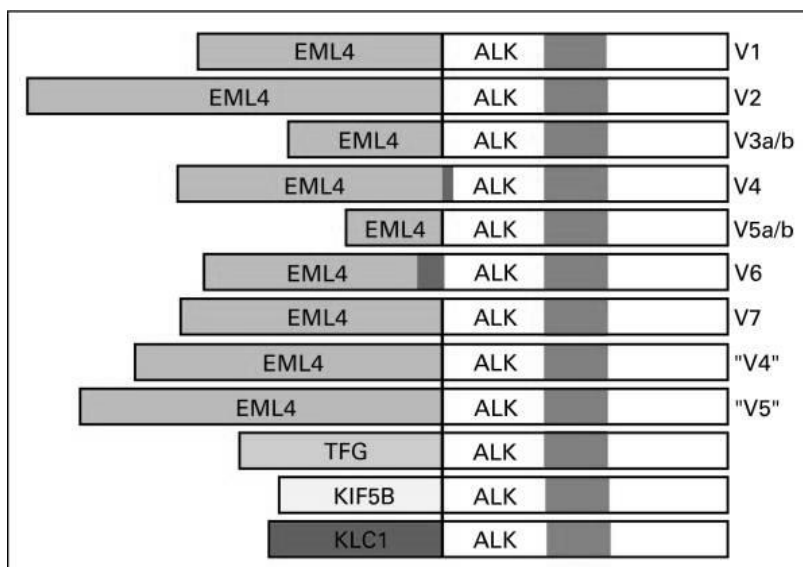 EML4 ALK V1
EML4 ALK V2
EML4 ALK V3a/b
EML4 ALK V4
EML4 ALK V5a/b
EML4 ALK V6
EML4 ALK V7
EML4 ALK "V4"
EML4 ALK "V5"
TFG ALK
KIF5B ALK
KLC1 ALK